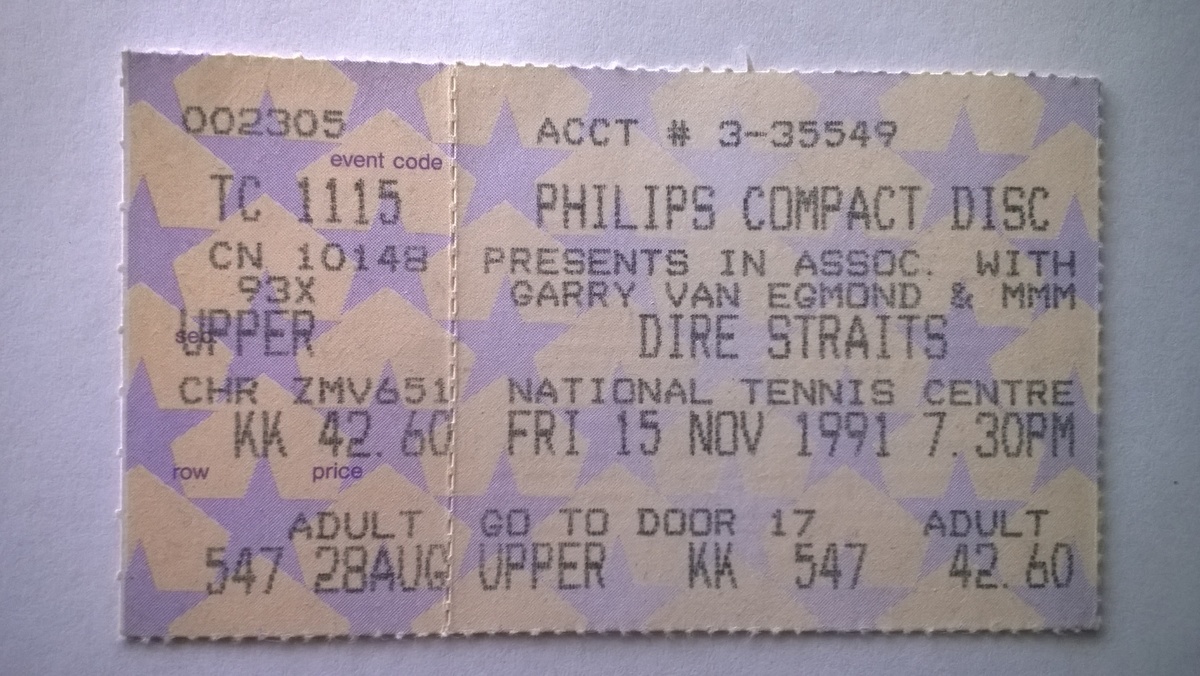 002305
event code
TC 1115
CN 10148
93X
UPPER
sec
CHR ZMV651
KK 42.60
row price
ADULT
547 28AUG
ACCT # 3-35549
PHILIPS COMPACT DISC
PRESENTS IN ASSOC. WITH
GARRY VAN EGMOND & MMM
DIRE STRAITS
NATIONAL TENNIS CENTRE
FRI 15 NOV 1991 7.30PM
GO TO DOOR 17 ADULT
UPPER KK 547 42.60